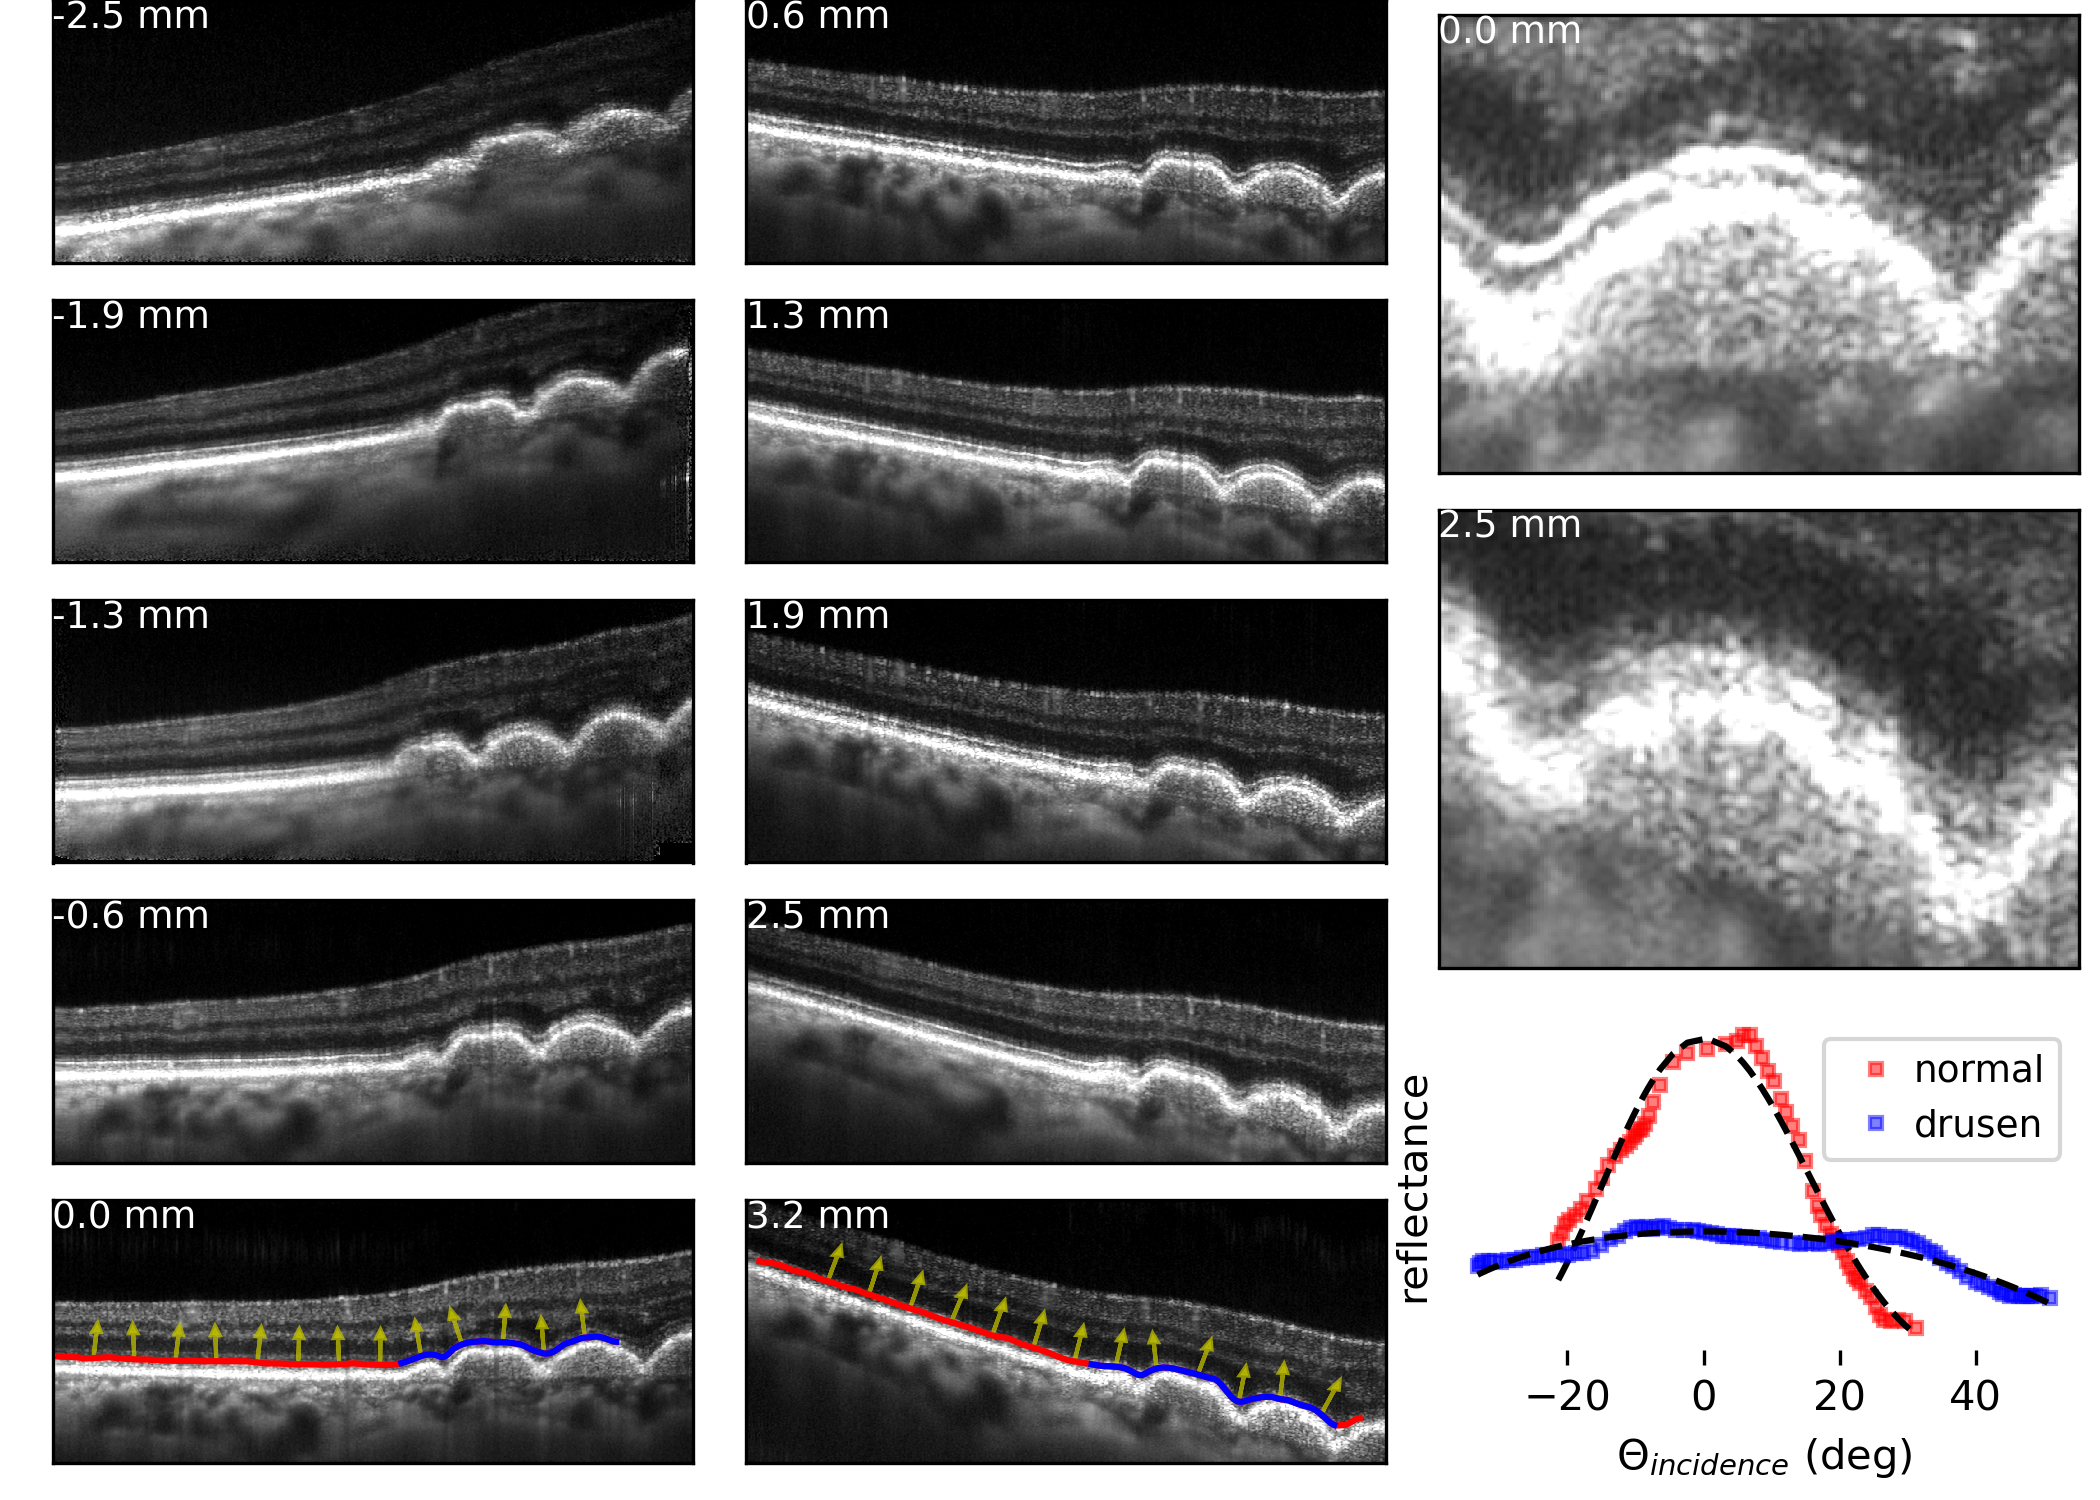 -2.5 mm
-1.9 mm
-1.3 mm
-0.6 mm
0.0 mm
0.6 mm
1.3 mm
1.9 mm
2.5 mm
3.2 mm
0.0 mm
2.5 mm
normal
drusen
reflectance
−20 0 20 40
Θincidence (deg)